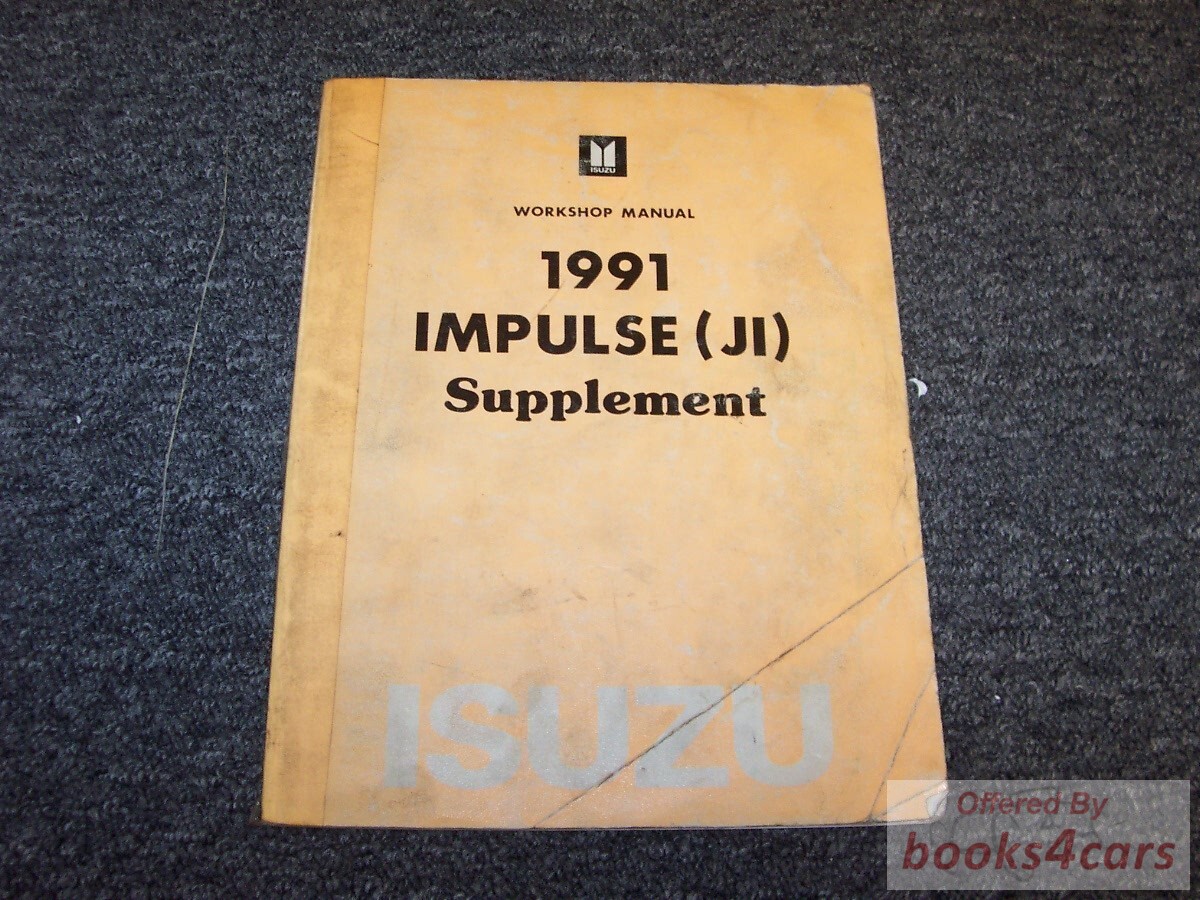 ISUZU
WORKSHOP MANUAL
1991
IMPULSE (JI)
Supplement
ISUZU
Offered By
books4cars